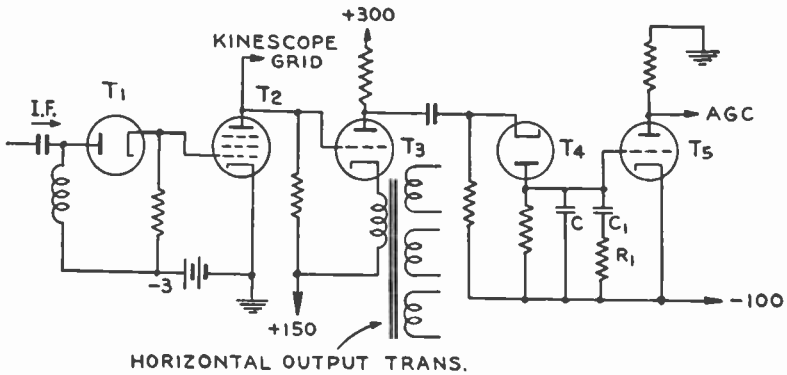 +300
KINESCOPE
GRID
T1
T2
I.F.
T3
T4
T5
AGC
C
C1
R1
-3
+150
-100
HORIZONTAL OUTPUT TRANS.